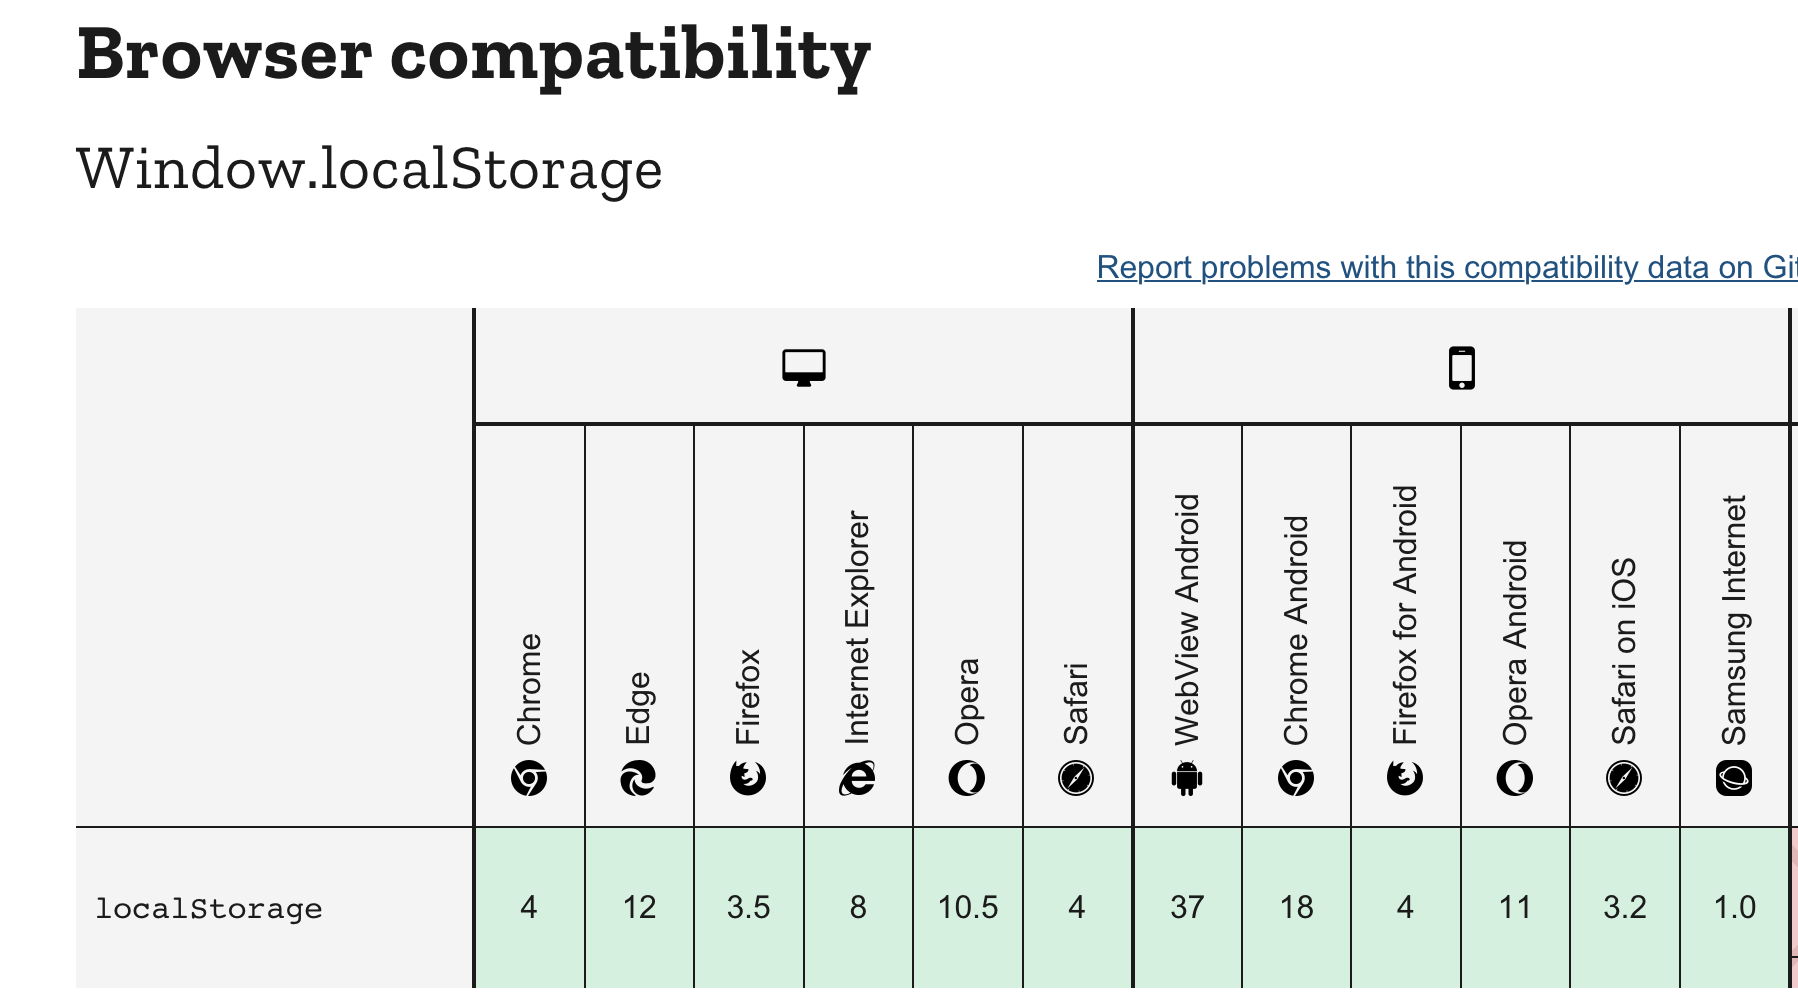 Browser compatibility
Window.localStorage
Report problems with this compatibility data on Git
Chrome
Edge
Firefox
Internet Explorer
Opera
Safari
WebView Android
Chrome Android
Firefox for Android
Opera Android
Safari on iOS
Samsung Internet
localStorage 4 12 3.5 8 10.5 4 37 18 4 11 3.2 1.0